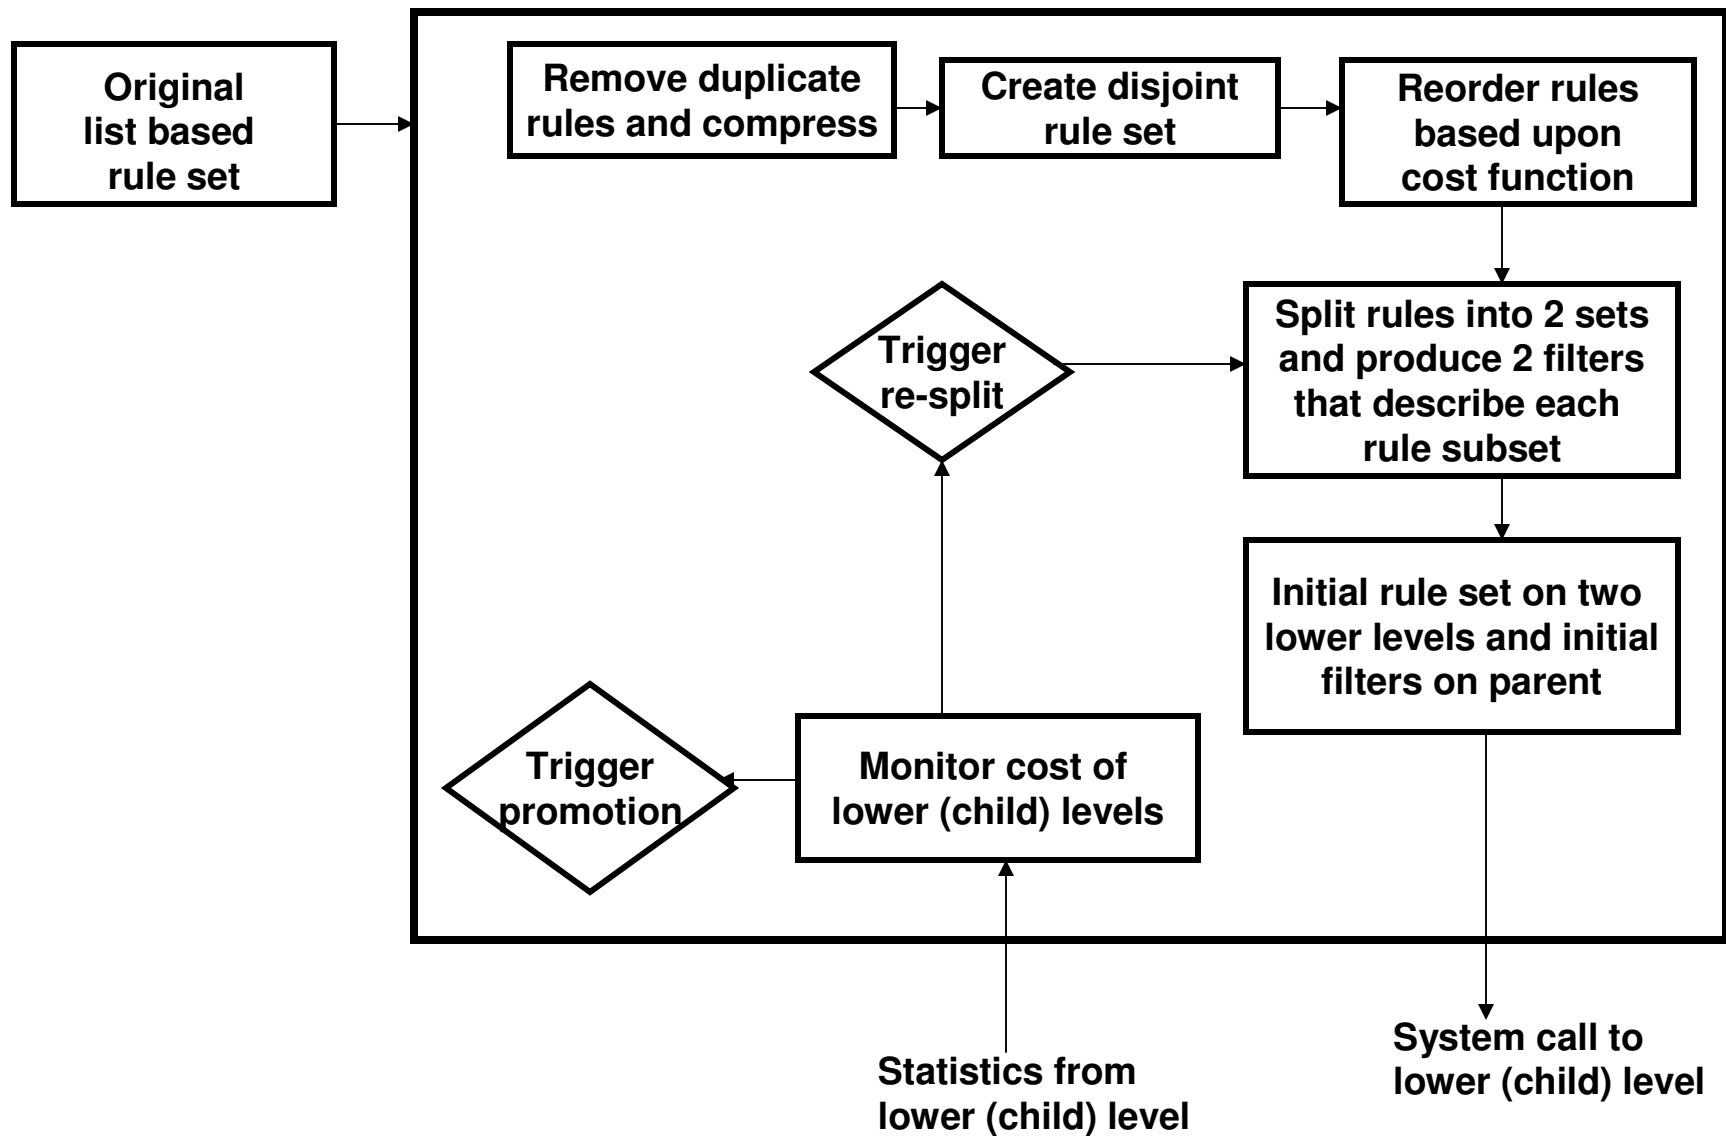 Original
list based
rule set
Remove duplicate
rules and compress
Create disjoint
rule set
Reorder rules
based upon
cost function
Trigger
re-split
Split rules into 2 sets
and produce 2 filters
that describe each
rule subset
Initial rule set on two
lower levels and initial
filters on parent
Trigger
promotion
Monitor cost of
lower (child) levels
Statistics from
lower (child) level
System call to
lower (child) level